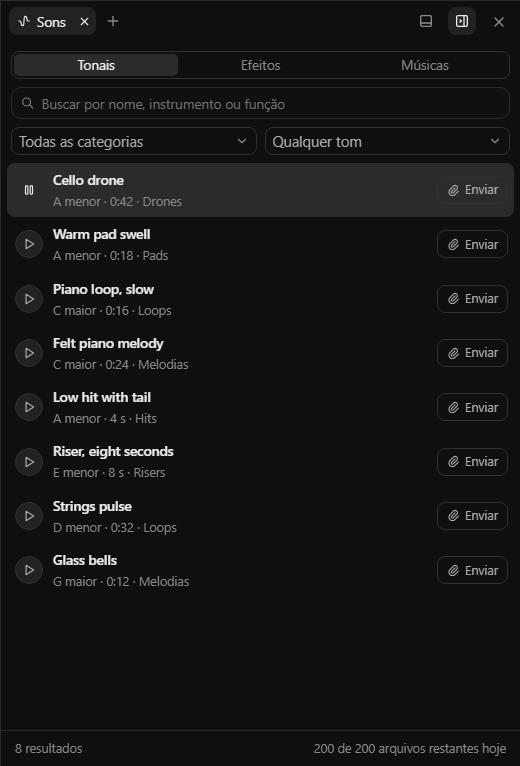 Sons
Tonais Efeitos Músicas
Buscar por nome, instrumento ou função
Todas as categorias Qualquer tom
Cello drone
A menor · 0:42 · Drones
Enviar
Warm pad swell
A menor · 0:18 · Pads
Enviar
Piano loop, slow
C maior · 0:16 · Loops
Enviar
Felt piano melody
C maior · 0:24 · Melodias
Enviar
Low hit with tail
A menor · 4 s · Hits
Enviar
Riser, eight seconds
E menor · 8 s · Risers
Enviar
Strings pulse
D menor · 0:32 · Loops
Enviar
Glass bells
G maior · 0:12 · Melodias
Enviar
8 resultados 200 de 200 arquivos restantes hoje